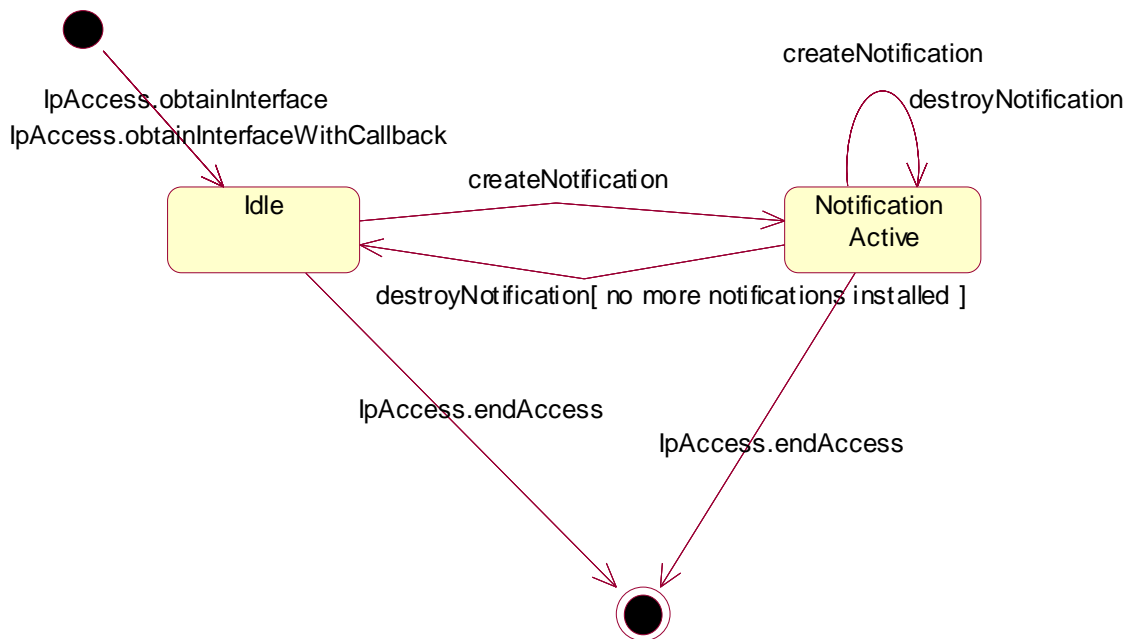 createNotification
destroyNotification
IpAccess.obtainInterface
IpAccess.obtainInterfaceWithCallback
createNotification
Idle
Notification
Active
destroyNotification[ no more notifications installed ]
IpAccess.endAccess
IpAccess.endAccess